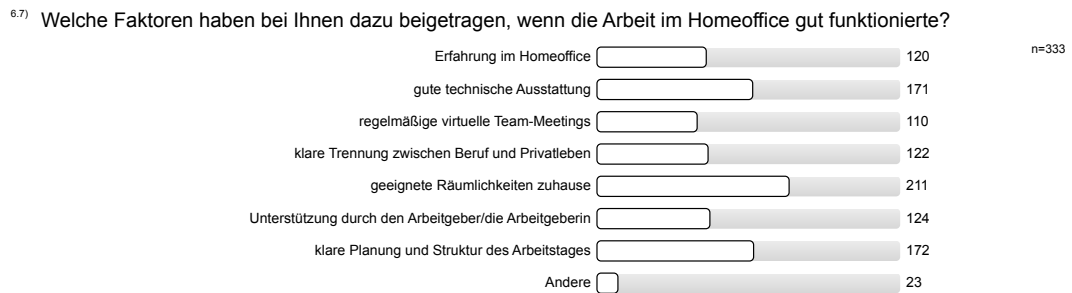 6.7) Welche Faktoren haben bei Ihnen dazu beigetragen, wenn die Arbeit im Homeoffice gut funktionierte?
n=333
Erfahrung im Homeoffice 120
gute technische Ausstattung 171
regelmäßige virtuelle Team-Meetings 110
klare Trennung zwischen Beruf und Privatleben 122
geeignete Räumlichkeiten zuhause 211
Unterstützung durch den Arbeitgeber/die Arbeitgeberin 124
klare Planung und Struktur des Arbeitstages 172
Andere 23